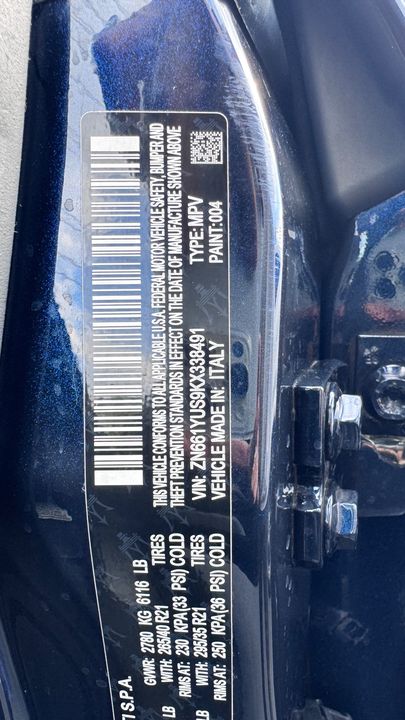 THIS VEHICLE CONFORMS TO ALL APPLICABLE U.S.A. FEDERAL MOTOR VEHICLE SAFETY, BUMPER AND
THEFT PREVENTION STANDARDS IN EFFECT ON THE DATE OF MANUFACTURE SHOWN ABOVE
VIN: ZN661YUS9KX338491 TYPE: MPV
VEHICLE MADE IN: ITALY PAINT: 004
S.P.A.
GVWR: 2780 KG 6116 LB
LB WITH: 265/40 R21 TIRES
RIMS AT: 230 KPA(33 PSI) COLD
LB WITH: 295/35 R21 TIRES
RIMS AT: 250 KPA(36 PSI) COLD